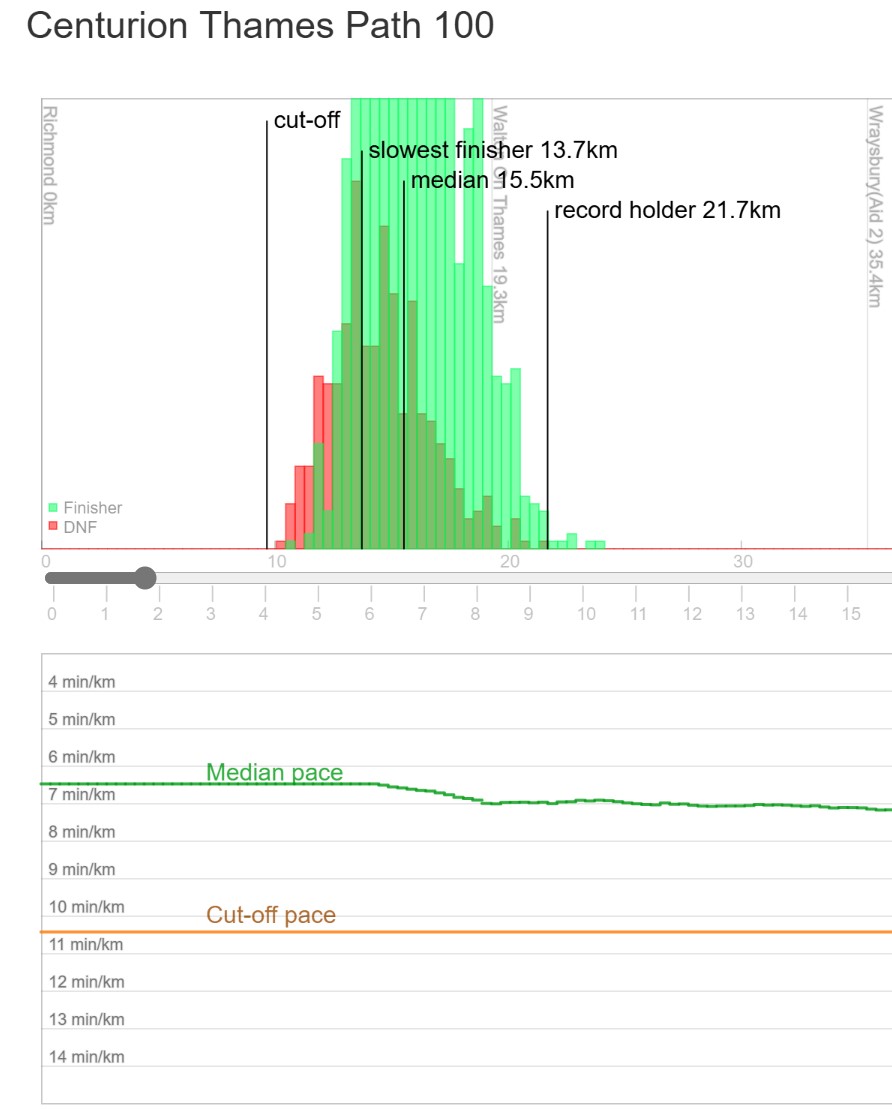 Centurion Thames Path 100
Richmond 0km
cut-off
slowest finisher 13.7km
median 15.5km
record holder 21.7km
Walton on Thames 19.3km
Wraysbury(Aid 2) 35.4km
Finisher
DNF
0 10 20 30
0 1 2 3 4 5 6 7 8 9 10 11 12 13 14 15
4 min/km
5 min/km
6 min/km
Median pace
7 min/km
8 min/km
9 min/km
10 min/km
Cut-off pace
11 min/km
12 min/km
13 min/km
14 min/km